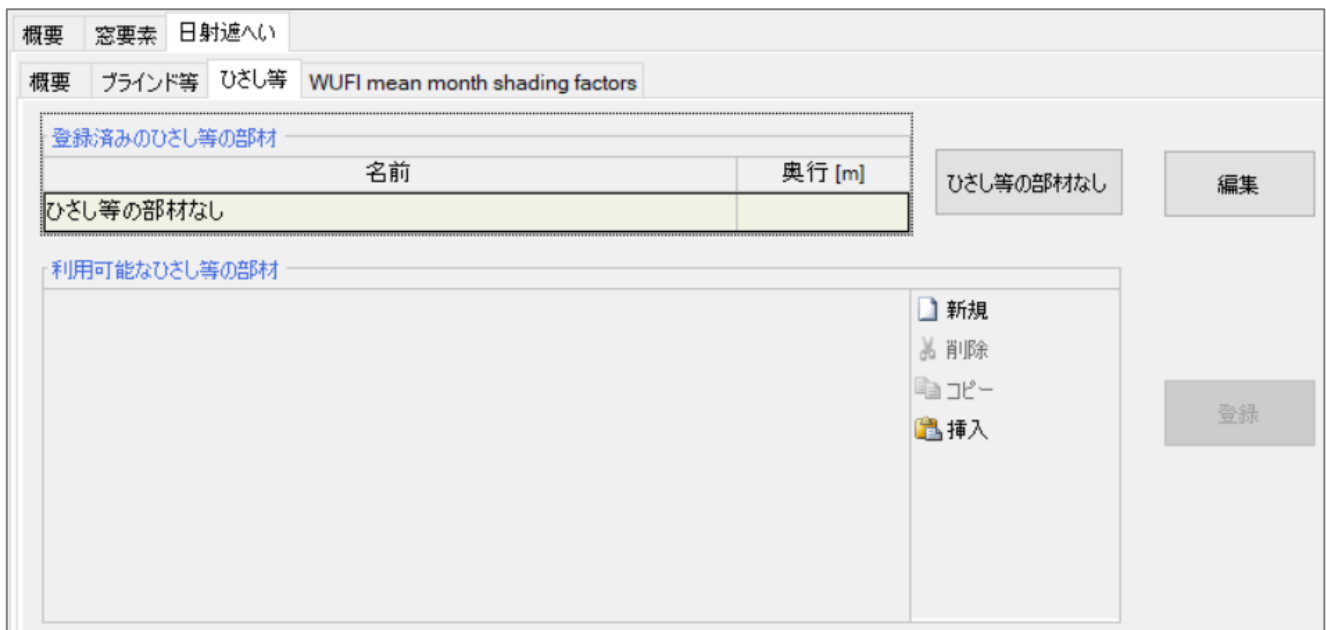 概要 窓要素 日射遮へい
概要 ブラインド等 ひさし等 WUFI mean month shading factors
登録済みのひさし等の部材
名前 奥行 [m]
ひさし等の部材なし
ひさし等の部材なし 編集
利用可能なひさし等の部材
新規
削除
コピー
挿入
登録